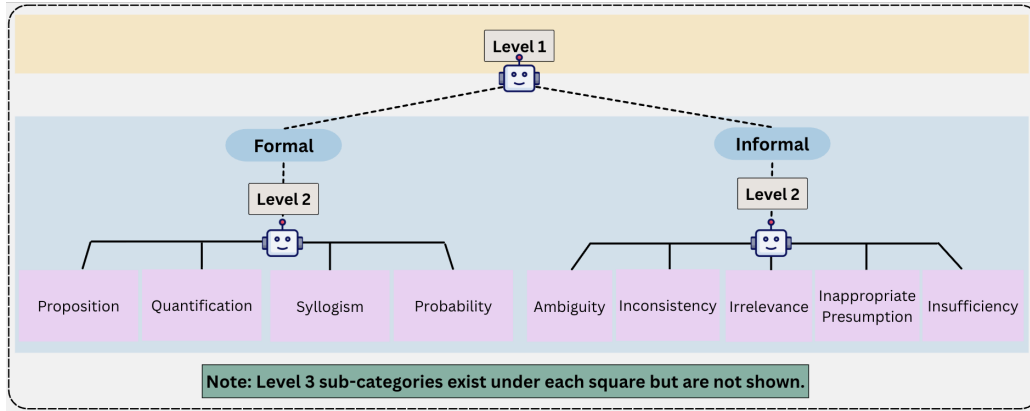 Level 1
Formal
Informal
Level 2
Level 2
Proposition
Quantification
Syllogism
Probability
Ambiguity
Inconsistency
Irrelevance
Inappropriate
Presumption
Insufficiency
Note: Level 3 sub-categories exist under each square but are not shown.